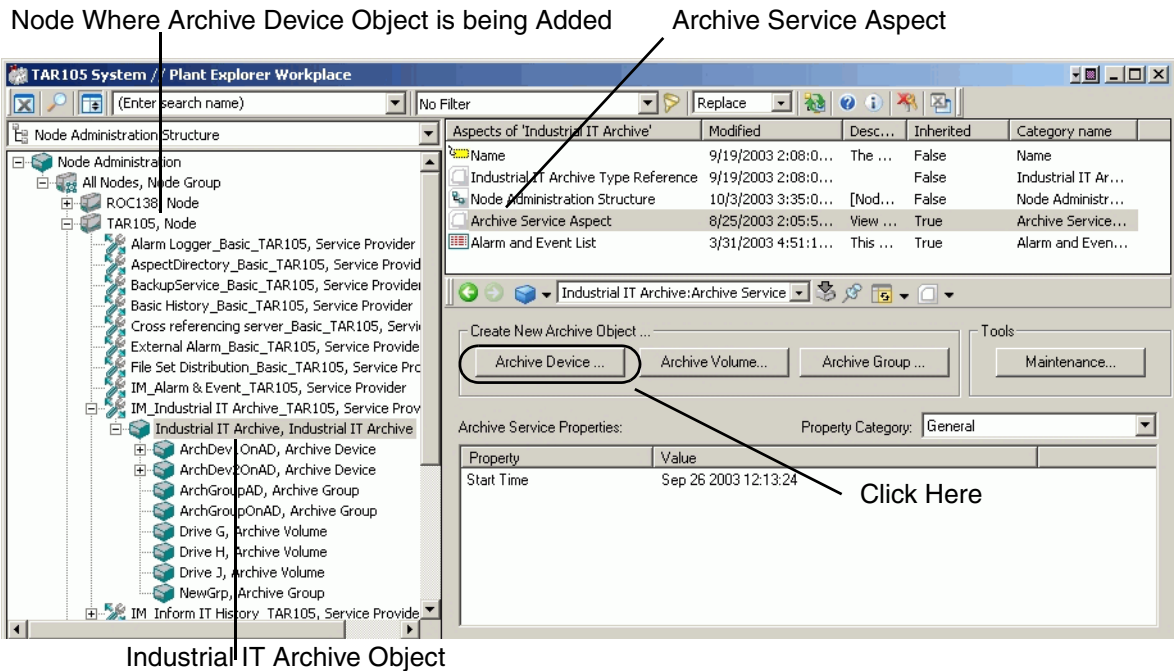 Node Where Archive Device Object is being Added
Archive Service Aspect
TAR105 System // Plant Explorer Workplace
(Enter search name)
No Filter
Replace
Node Administration Structure
Node Administration
All Nodes, Node Group
ROC138, Node
TAR105, Node
Alarm Logger_Basic_TAR105, Service Provider
AspectDirectory_Basic_TAR105, Service Provid
BackupService_Basic_TAR105, Service Provider
Basic History_Basic_TAR105, Service Provider
Cross referencing server_Basic_TAR105, Servi
External Alarm_Basic_TAR105, Service Provide
File Set Distribution_Basic_TAR105, Service Prc
IM_Alarm & Event_TAR105, Service Provider
IM_Industrial IT Archive_TAR105, Service Prov
Industrial IT Archive, Industrial IT Archive
ArchDev1OnAD, Archive Device
ArchDev2OnAD, Archive Device
ArchGroupAD, Archive Group
ArchGroupOnAD, Archive Group
Drive G, Archive Volume
Drive H, Archive Volume
Drive J, Archive Volume
NewGrp, Archive Group
IM_Inform IT History_TAR105, Service Provide
Aspects of 'Industrial IT Archive' Modified Desc... Inherited Category name
Name 9/19/2003 2:08:0... The ... False Name
Industrial IT Archive Type Reference 9/19/2003 2:08:0... False Industrial IT Ar...
Node Administration Structure 10/3/2003 3:35:0... [Nod... False Node Administr...
Archive Service Aspect 8/25/2003 2:05:5... View ... True Archive Service...
Alarm and Event List 3/31/2003 4:51:1... This ... True Alarm and Even...
Industrial IT Archive:Archive Service
Create New Archive Object ...
Tools
Archive Device ...
Archive Volume...
Archive Group ...
Maintenance...
Archive Service Properties:
Property Category: General
Property Value
Start Time Sep 26 2003 12:13:24
Click Here
Industrial IT Archive Object